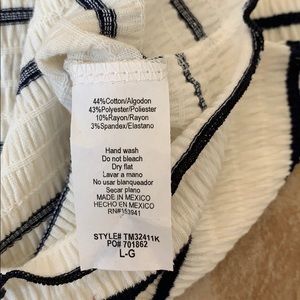 44%Cotton/Algodon
43%Polyester/Poliester
10%Rayon/Rayon
3%Spandex/Elastano
Hand wash
Do not bleach
Dry flat
Lavar a mano
No usar blanqueador
Secar plano
MADE IN MEXICO
HECHO EN MEXICO
RN#153941
STYLE# TM32411K
PO# 701862
L-G